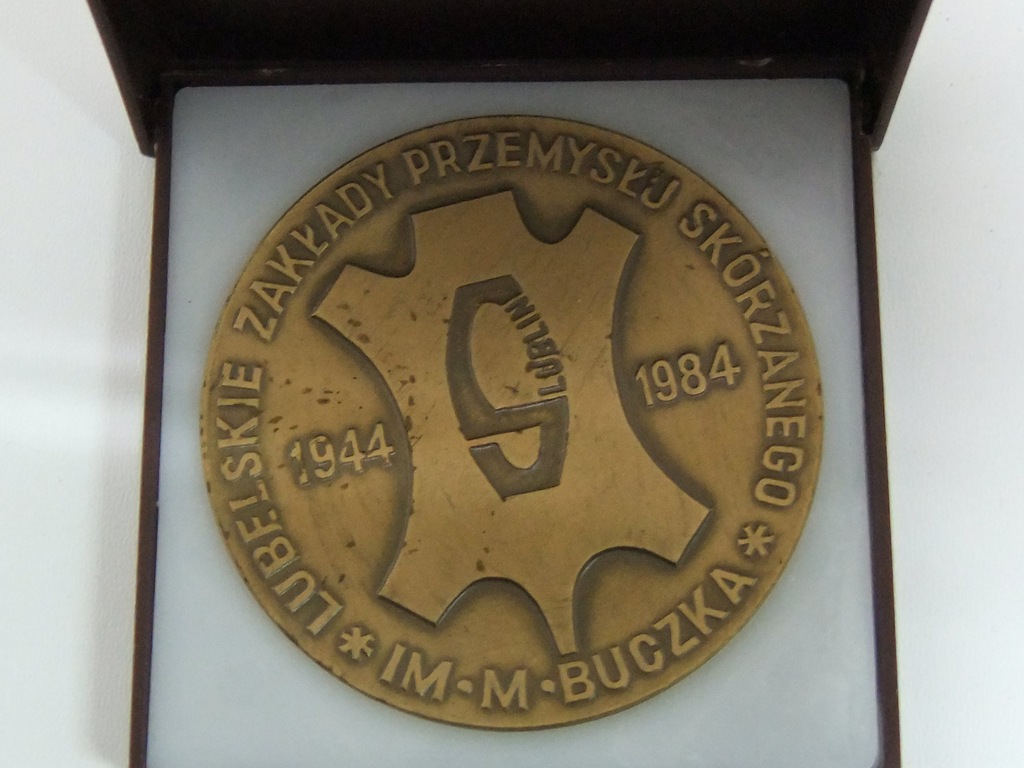 LUBELSKIE ZAKŁADY PRZEMYSŁU SKÓRZANEGO
* IM·M·BUCZKA *
1944
1984
LUBLIN